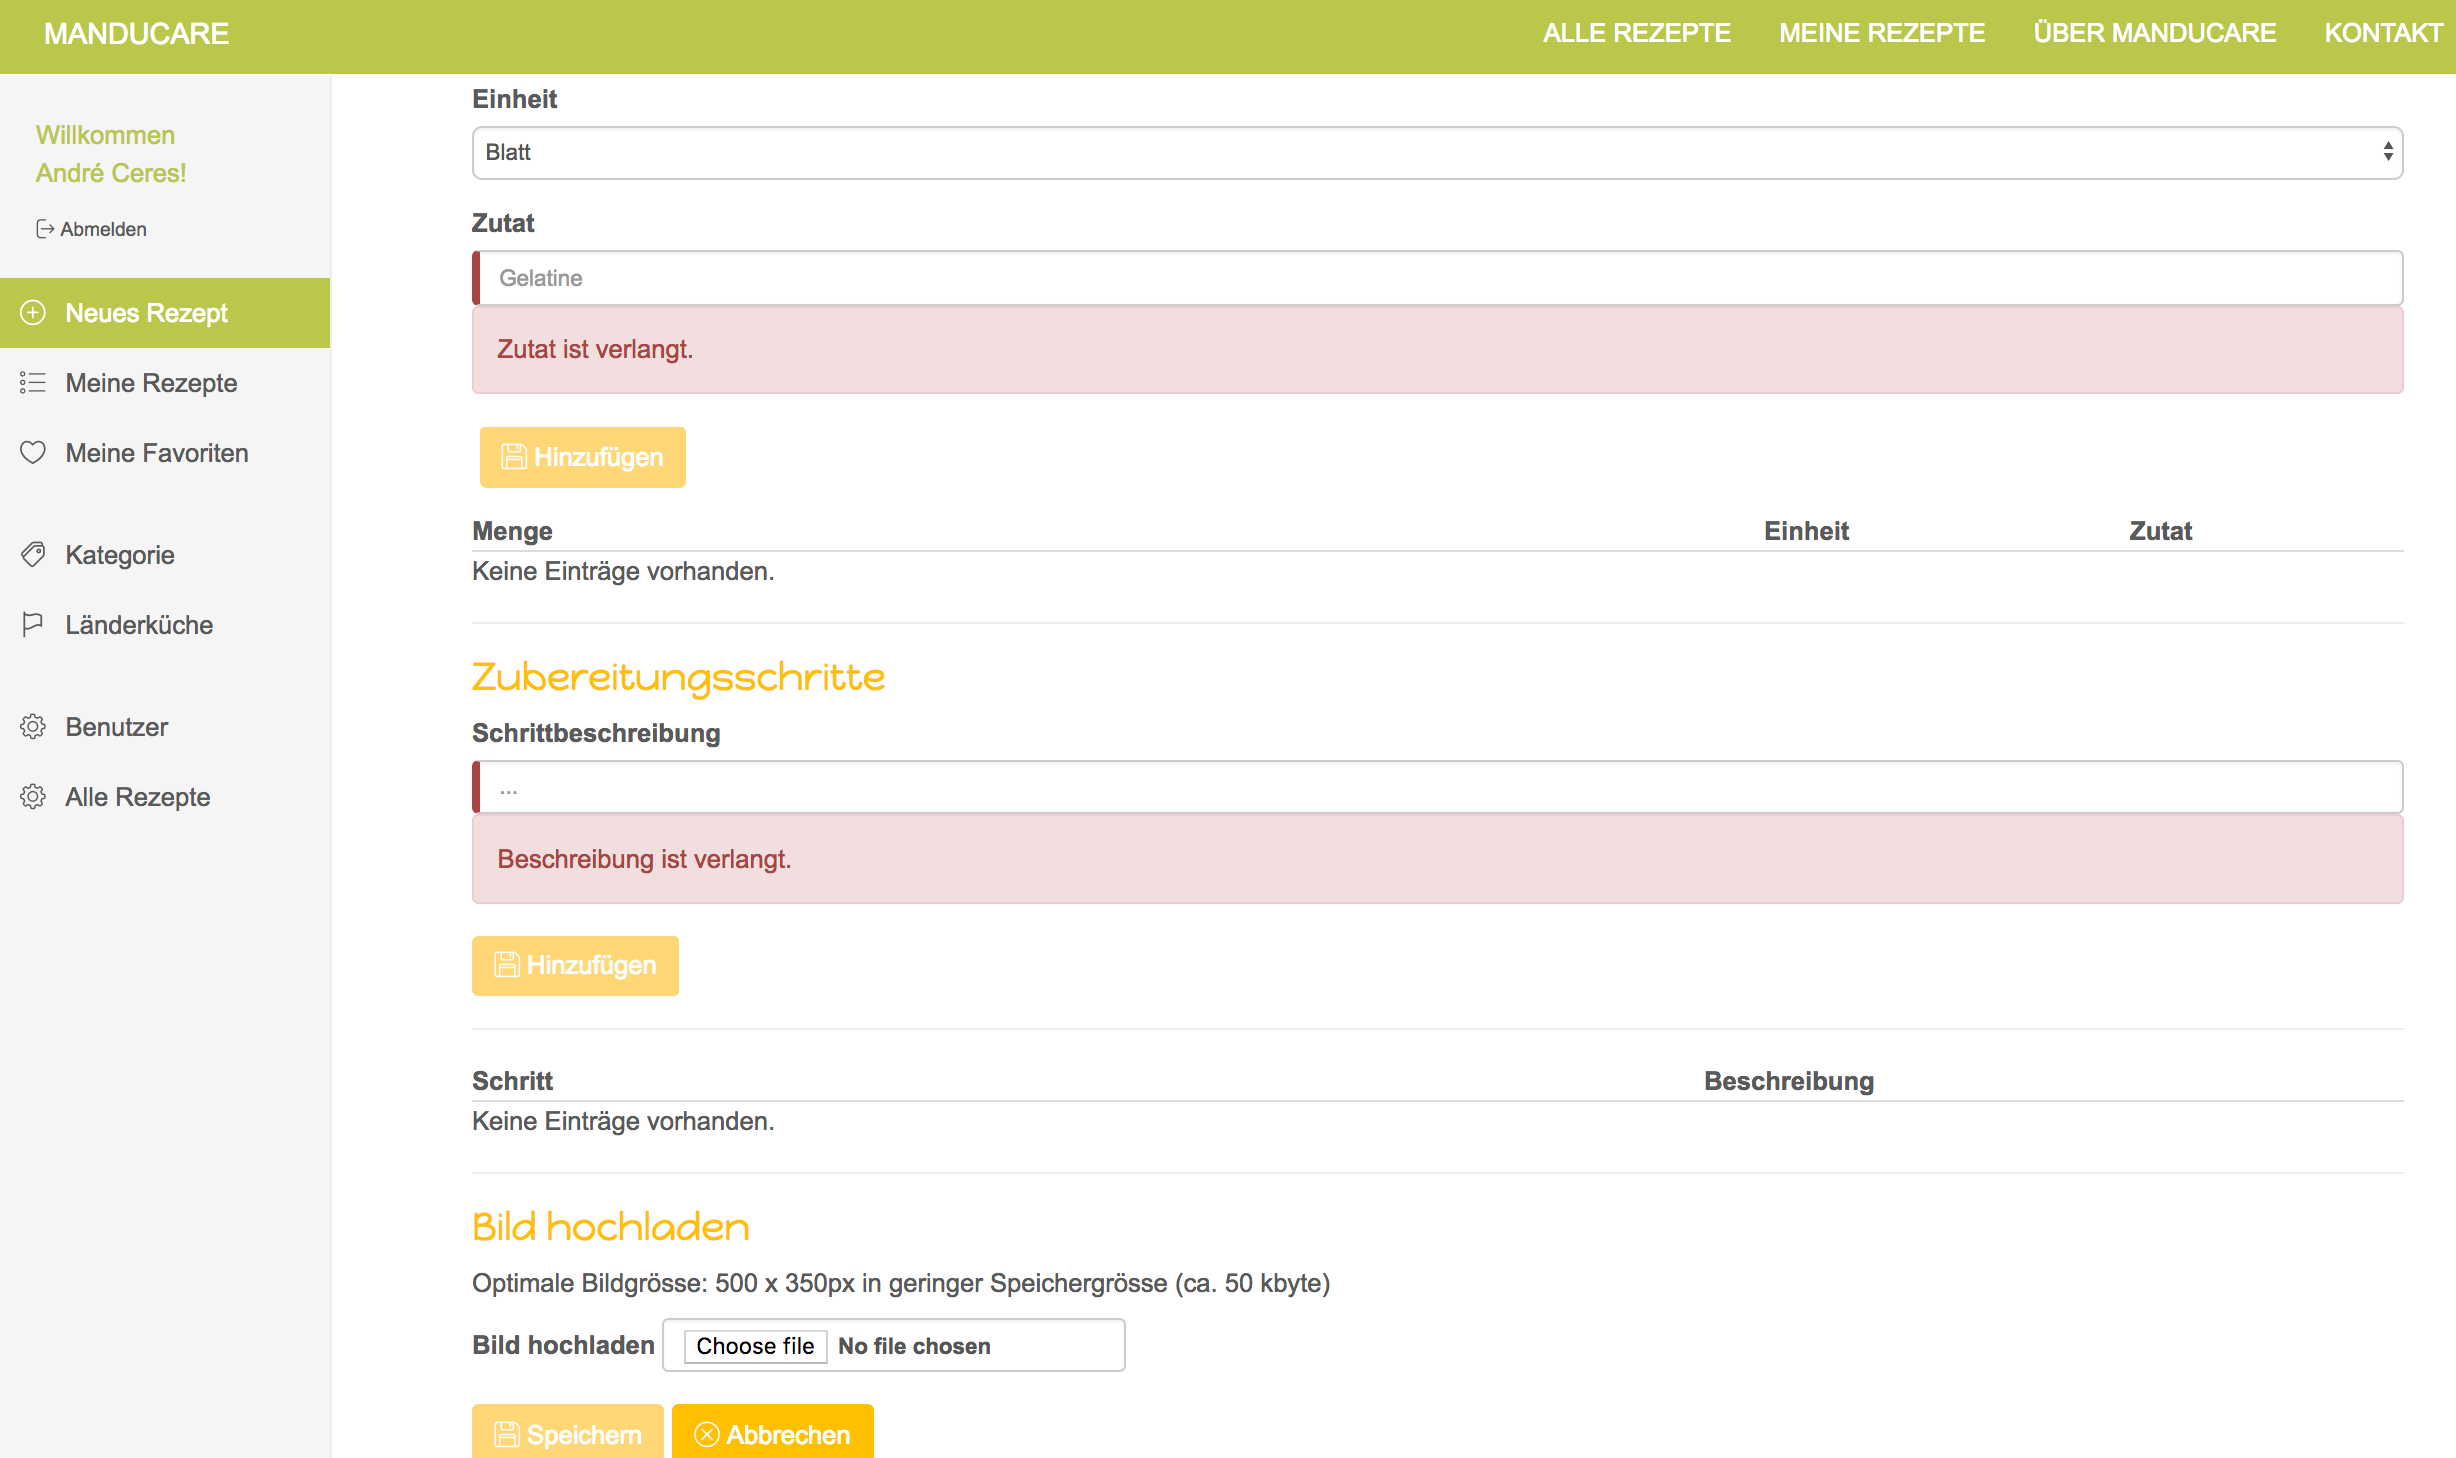 MANDUCARE
ALLE REZEPTE MEINE REZEPTE ÜBER MANDUCARE KONTAKT
Willkommen
André Ceres!
Abmelden
Neues Rezept
Meine Rezepte
Meine Favoriten
Kategorie
Länderküche
Benutzer
Alle Rezepte
Einheit
Blatt
Zutat
Gelatine
Zutat ist verlangt.
Hinzufügen
Menge Einheit Zutat
Keine Einträge vorhanden.
Zubereitungsschritte
Schrittbeschreibung
...
Beschreibung ist verlangt.
Hinzufügen
Schritt Beschreibung
Keine Einträge vorhanden.
Bild hochladen
Optimale Bildgrösse: 500 x 350px in geringer Speichergrösse (ca. 50 kbyte)
Bild hochladen Choose file No file chosen
Speichern Abbrechen